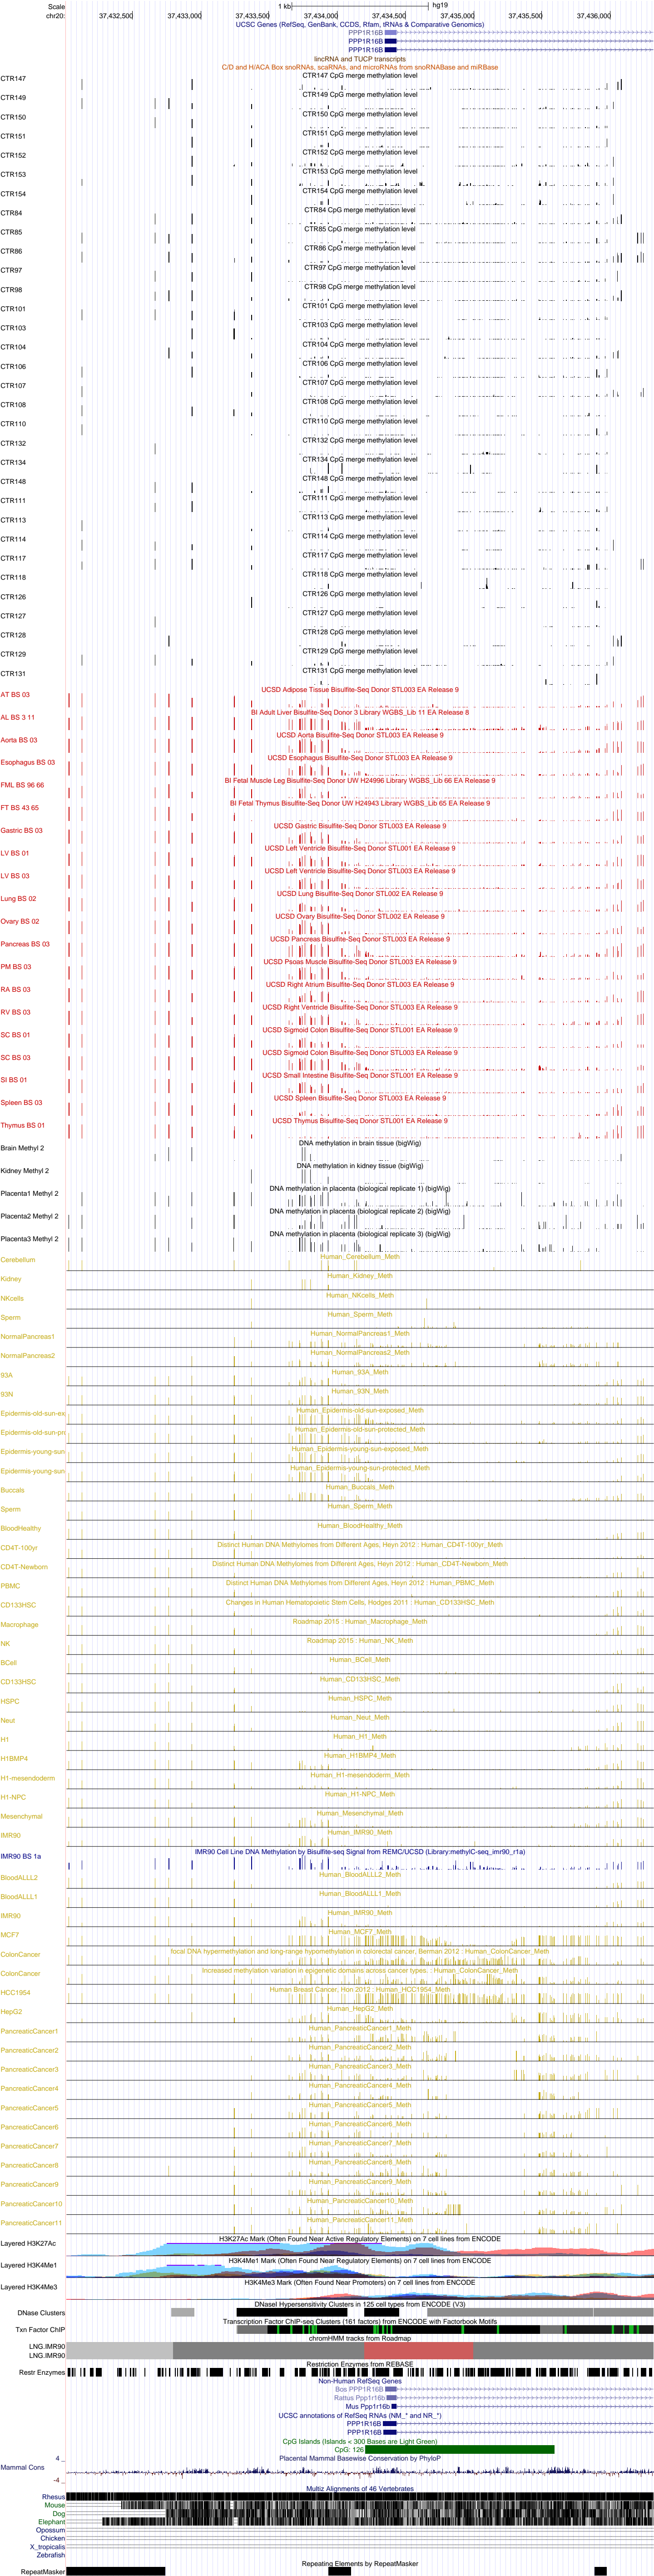 Scale 1 kb hg19
chr20: 37,432,500 37,433,000 37,433,500 37,434,000 37,434,500 37,435,000 37,435,500 37,436,000
UCSC Genes (RefSeq, GenBank, CCDS, Rfam, tRNAs & Comparative Genomics)
PPP1R16B
PPP1R16B
PPP1R16B
lincRNA and TUCP transcripts
C/D and H/ACA Box snoRNAs, scaRNAs, and microRNAs from snoRNABase and miRBase
CTR147 CpG merge methylation level
CTR147
CTR149 CpG merge methylation level
CTR149
CTR150 CpG merge methylation level
CTR150
CTR151 CpG merge methylation level
CTR151
CTR152 CpG merge methylation level
CTR152
CTR153 CpG merge methylation level
CTR153
CTR154 CpG merge methylation level
CTR154
CTR84 CpG merge methylation level
CTR84
CTR85 CpG merge methylation level
CTR85
CTR86 CpG merge methylation level
CTR86
CTR97 CpG merge methylation level
CTR97
CTR98 CpG merge methylation level
CTR98
CTR101 CpG merge methylation level
CTR101
CTR103 CpG merge methylation level
CTR103
CTR104 CpG merge methylation level
CTR104
CTR106 CpG merge methylation level
CTR106
CTR107 CpG merge methylation level
CTR107
CTR108 CpG merge methylation level
CTR108
CTR110 CpG merge methylation level
CTR110
CTR132 CpG merge methylation level
CTR132
CTR134 CpG merge methylation level
CTR134
CTR148 CpG merge methylation level
CTR148
CTR111 CpG merge methylation level
CTR111
CTR113 CpG merge methylation level
CTR113
CTR114 CpG merge methylation level
CTR114
CTR117 CpG merge methylation level
CTR117
CTR118 CpG merge methylation level
CTR118
CTR126 CpG merge methylation level
CTR126
CTR127 CpG merge methylation level
CTR127
CTR128 CpG merge methylation level
CTR128
CTR129 CpG merge methylation level
CTR129
CTR131 CpG merge methylation level
CTR131
UCSD Adipose Tissue Bisulfite-Seq Donor STL003 EA Release 9
AT BS 03
BI Adult Liver Bisulfite-Seq Donor 3 Library WGBS_Lib 11 EA Release 8
AL BS 3 11
UCSD Aorta Bisulfite-Seq Donor STL003 EA Release 9
Aorta BS 03
UCSD Esophagus Bisulfite-Seq Donor STL003 EA Release 9
Esophagus BS 03
BI Fetal Muscle Leg Bisulfite-Seq Donor UW H24996 Library WGBS_Lib 66 EA Release 9
FML BS 96 66
BI Fetal Thymus Bisulfite-Seq Donor UW H24943 Library WGBS_Lib 65 EA Release 9
FT BS 43 65
UCSD Gastric Bisulfite-Seq Donor STL003 EA Release 9
Gastric BS 03
UCSD Left Ventricle Bisulfite-Seq Donor STL001 EA Release 9
LV BS 01
UCSD Left Ventricle Bisulfite-Seq Donor STL003 EA Release 9
LV BS 03
UCSD Lung Bisulfite-Seq Donor STL002 EA Release 9
Lung BS 02
UCSD Ovary Bisulfite-Seq Donor STL002 EA Release 9
Ovary BS 02
UCSD Pancreas Bisulfite-Seq Donor STL003 EA Release 9
Pancreas BS 03
UCSD Psoas Muscle Bisulfite-Seq Donor STL003 EA Release 9
PM BS 03
UCSD Right Atrium Bisulfite-Seq Donor STL003 EA Release 9
RA BS 03
UCSD Right Ventricle Bisulfite-Seq Donor STL003 EA Release 9
RV BS 03
UCSD Sigmoid Colon Bisulfite-Seq Donor STL001 EA Release 9
SC BS 01
UCSD Sigmoid Colon Bisulfite-Seq Donor STL003 EA Release 9
SC BS 03
UCSD Small Intestine Bisulfite-Seq Donor STL001 EA Release 9
SI BS 01
UCSD Spleen Bisulfite-Seq Donor STL003 EA Release 9
Spleen BS 03
UCSD Thymus Bisulfite-Seq Donor STL001 EA Release 9
Thymus BS 01
DNA methylation in brain tissue (bigWig)
Brain Methyl 2
DNA methylation in kidney tissue (bigWig)
Kidney Methyl 2
DNA methylation in placenta (biological replicate 1) (bigWig)
Placenta1 Methyl 2
DNA methylation in placenta (biological replicate 2) (bigWig)
Placenta2 Methyl 2
DNA methylation in placenta (biological replicate 3) (bigWig)
Placenta3 Methyl 2
Human_Cerebellum_Meth
Cerebellum
Human_Kidney_Meth
Kidney
Human_NKcells_Meth
NKcells
Human_Sperm_Meth
Sperm
Human_NormalPancreas1_Meth
NormalPancreas1
Human_NormalPancreas2_Meth
NormalPancreas2
Human_93A_Meth
93A
Human_93N_Meth
93N
Human_Epidermis-old-sun-exposed_Meth
Epidermis-old-sun-ex
Human_Epidermis-old-sun-protected_Meth
Epidermis-old-sun-pr
Human_Epidermis-young-sun-exposed_Meth
Epidermis-young-sun
Human_Epidermis-young-sun-protected_Meth
Epidermis-young-sun
Human_Buccals_Meth
Buccals
Human_Sperm_Meth
Sperm
Human_BloodHealthy_Meth
BloodHealthy
Distinct Human DNA Methylomes from Different Ages, Heyn 2012 : Human_CD4T-100yr_Meth
CD4T-100yr
Distinct Human DNA Methylomes from Different Ages, Heyn 2012 : Human_CD4T-Newborn_Meth
CD4T-Newborn
Distinct Human DNA Methylomes from Different Ages, Heyn 2012 : Human_PBMC_Meth
PBMC
Changes in Human Hematopoietic Stem Cells, Hodges 2011 : Human_CD133HSC_Meth
CD133HSC
Roadmap 2015 : Human_Macrophage_Meth
Macrophage
Roadmap 2015 : Human_NK_Meth
NK
Human_BCell_Meth
BCell
Human_CD133HSC_Meth
CD133HSC
Human_HSPC_Meth
HSPC
Human_Neut_Meth
Neut
Human_H1_Meth
H1
Human_H1BMP4_Meth
H1BMP4
Human_H1-mesendoderm_Meth
H1-mesendoderm
Human_H1-NPC_Meth
H1-NPC
Human_Mesenchymal_Meth
Mesenchymal
Human_IMR90_Meth
IMR90
IMR90 Cell Line DNA Methylation by Bisulfite-seq Signal from REMC/UCSD (Library:methylC-seq_imr90_r1a)
IMR90 BS 1a
Human_BloodALLL2_Meth
BloodALLL2
Human_BloodALLL1_Meth
BloodALLL1
Human_IMR90_Meth
IMR90
Human_MCF7_Meth
MCF7
focal DNA hypermethylation and long-range hypomethylation in colorectal cancer, Berman 2012 : Human_ColonCancer_Meth
ColonCancer
Increased methylation variation in epigenetic domains across cancer types. : Human_ColonCancer_Meth
ColonCancer
Human Breast Cancer, Hon 2012 : Human_HCC1954_Meth
HCC1954
Human_HepG2_Meth
HepG2
Human_PancreaticCancer1_Meth
PancreaticCancer1
Human_PancreaticCancer2_Meth
PancreaticCancer2
Human_PancreaticCancer3_Meth
PancreaticCancer3
Human_PancreaticCancer4_Meth
PancreaticCancer4
Human_PancreaticCancer5_Meth
PancreaticCancer5
Human_PancreaticCancer6_Meth
PancreaticCancer6
Human_PancreaticCancer7_Meth
PancreaticCancer7
Human_PancreaticCancer8_Meth
PancreaticCancer8
Human_PancreaticCancer9_Meth
PancreaticCancer9
Human_PancreaticCancer10_Meth
PancreaticCancer10
Human_PancreaticCancer11_Meth
PancreaticCancer11
H3K27Ac Mark (Often Found Near Active Regulatory Elements) on 7 cell lines from ENCODE
Layered H3K27Ac
H3K4Me1 Mark (Often Found Near Regulatory Elements) on 7 cell lines from ENCODE
Layered H3K4Me1
H3K4Me3 Mark (Often Found Near Promoters) on 7 cell lines from ENCODE
Layered H3K4Me3
DNaseI Hypersensitivity Clusters in 125 cell types from ENCODE (V3)
DNase Clusters
Transcription Factor ChIP-seq Clusters (161 factors) from ENCODE with Factorbook Motifs
Txn Factor ChIP
chromHMM tracks from Roadmap
LNG.IMR90
LNG.IMR90
Restriction Enzymes from REBASE
Restr Enzymes
Non-Human RefSeq Genes
Bos PPP1R16B
Rattus Ppp1r16b
Mus Ppp1r16b
UCSC annotations of RefSeq RNAs (NM_* and NR_*)
PPP1R16B
PPP1R16B
CpG Islands (Islands < 300 Bases are Light Green)
CpG: 126
Placental Mammal Basewise Conservation by PhyloP
4 _
Mammal Cons
-4 _
Multiz Alignments of 46 Vertebrates
Rhesus
Mouse
Dog
Elephant
Opossum
Chicken
X_tropicalis
Zebrafish
Repeating Elements by RepeatMasker
RepeatMasker